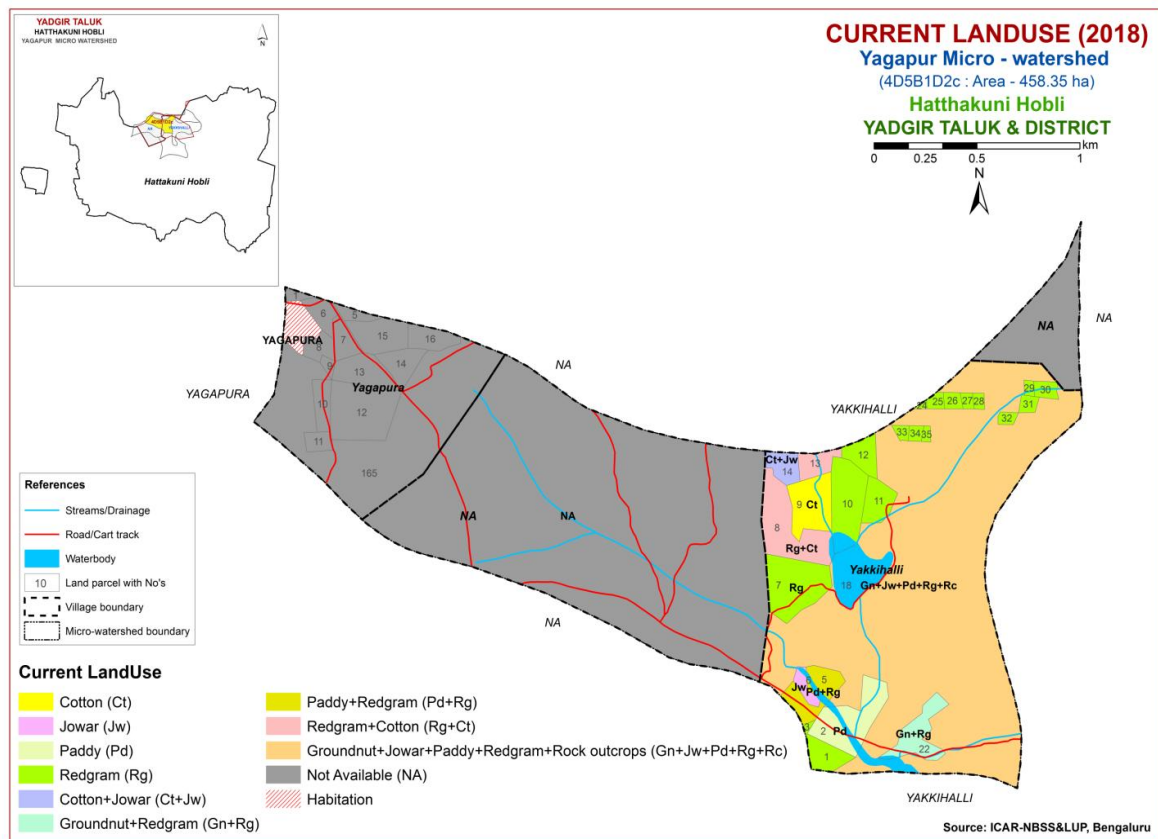 YADGIR TALUK
HATTHAKUNI HOBLI
YAGAPUR MICRO WATERSHED
N
NA
YAKKIHALLI
Hattakuni Hobli
CURRENT LANDUSE (2018)
Yagapur Micro - watershed
(4D5B1D2c : Area - 458.35 ha)
Hatthakuni Hobli
YADGIR TALUK & DISTRICT
km
0 0.25 0.5 1
N
NA
NA
1
6
5
YAGAPURA
7
15
16
8
9
13
14
Yagapura
YAGAPURA
10
12
11
165
NA
NA
NA
NA
YAKKIHALLI
24 25 26 27 28
29 30
31
32
33 34 35
Ct+Jw
14
13
12
9 Ct
10
11
8
Rg+Ct
Yakkihalli
18 Gn+Jw+Pd+Rg+Rc
7
Rg
6 5
Jw Pd+Rg
3
2 Pd
Gn+Rg
22
1
YAKKIHALLI
References
Streams/Drainage
Road/Cart track
Waterbody
10 Land parcel with No's
Village boundary
Micro-watershed boundary
Current LandUse
Cotton (Ct)
Jowar (Jw)
Paddy (Pd)
Redgram (Rg)
Cotton+Jowar (Ct+Jw)
Groundnut+Redgram (Gn+Rg)
Paddy+Redgram (Pd+Rg)
Redgram+Cotton (Rg+Ct)
Groundnut+Jowar+Paddy+Redgram+Rock outcrops (Gn+Jw+Pd+Rg+Rc)
Not Available (NA)
Habitation
Source: ICAR-NBSS&LUP, Bengaluru